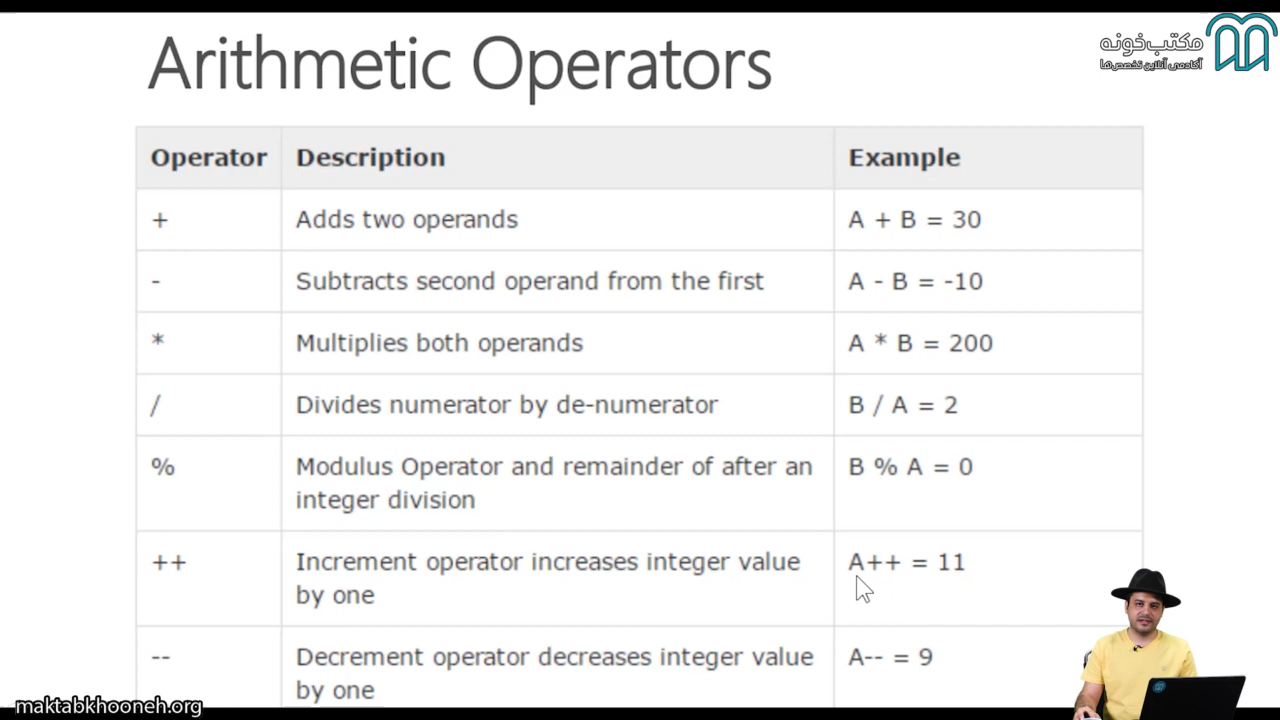 Arithmetic Operators
مکتب‌خونه
آکادمی آنلاین تخصص‌ها
Operator Description Example
+ Adds two operands A + B = 30
- Subtracts second operand from the first A - B = -10
* Multiplies both operands A * B = 200
/ Divides numerator by de-numerator B / A = 2
% Modulus Operator and remainder of after an B % A = 0
integer division
++ Increment operator increases integer value A++ = 11
by one
-- Decrement operator decreases integer value A-- = 9
by one
maktabkhooneh.org